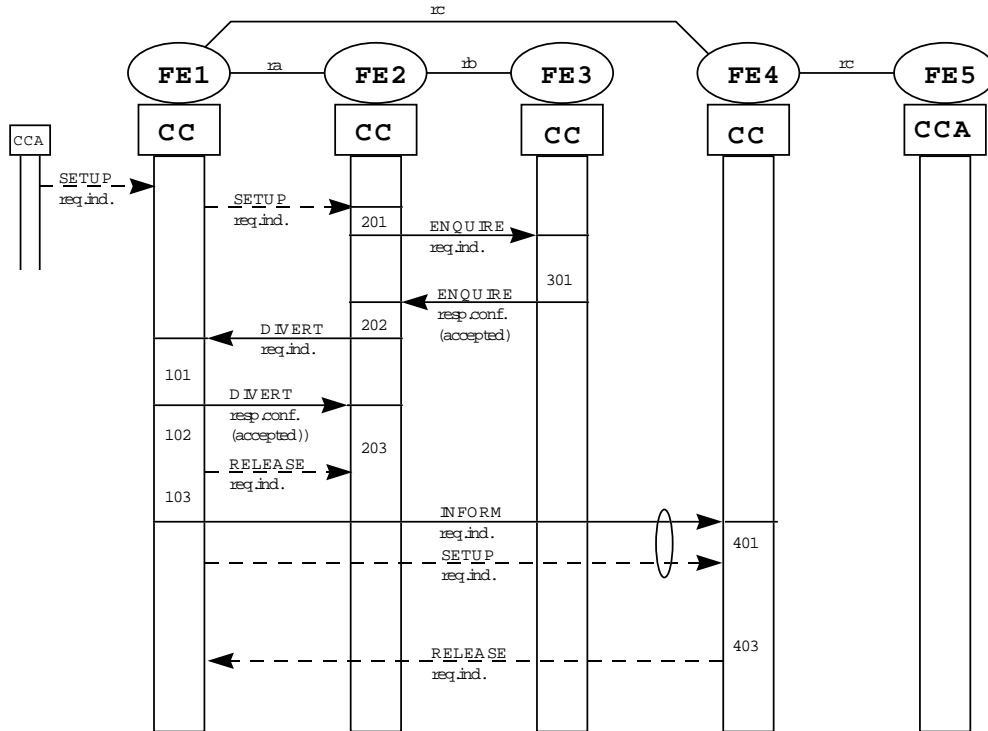 rc
FE1
ra
FE2
rb
FE3
FE4
rc
FE5
CCA
CC
CC
CC
CC
CCA
SETUP
req.ind.
SETUP
req.ind.
201
ENQUIRE
req.ind.
301
ENQUIRE
resp.conf.
(accepted)
202
DIVERT
req.ind.
101
DIVERT
resp.conf.
(accepted))
102
203
RELEASE
req.ind.
103
INFORM
req.ind.
401
SETUP
req.ind.
403
RELEASE
req.ind.